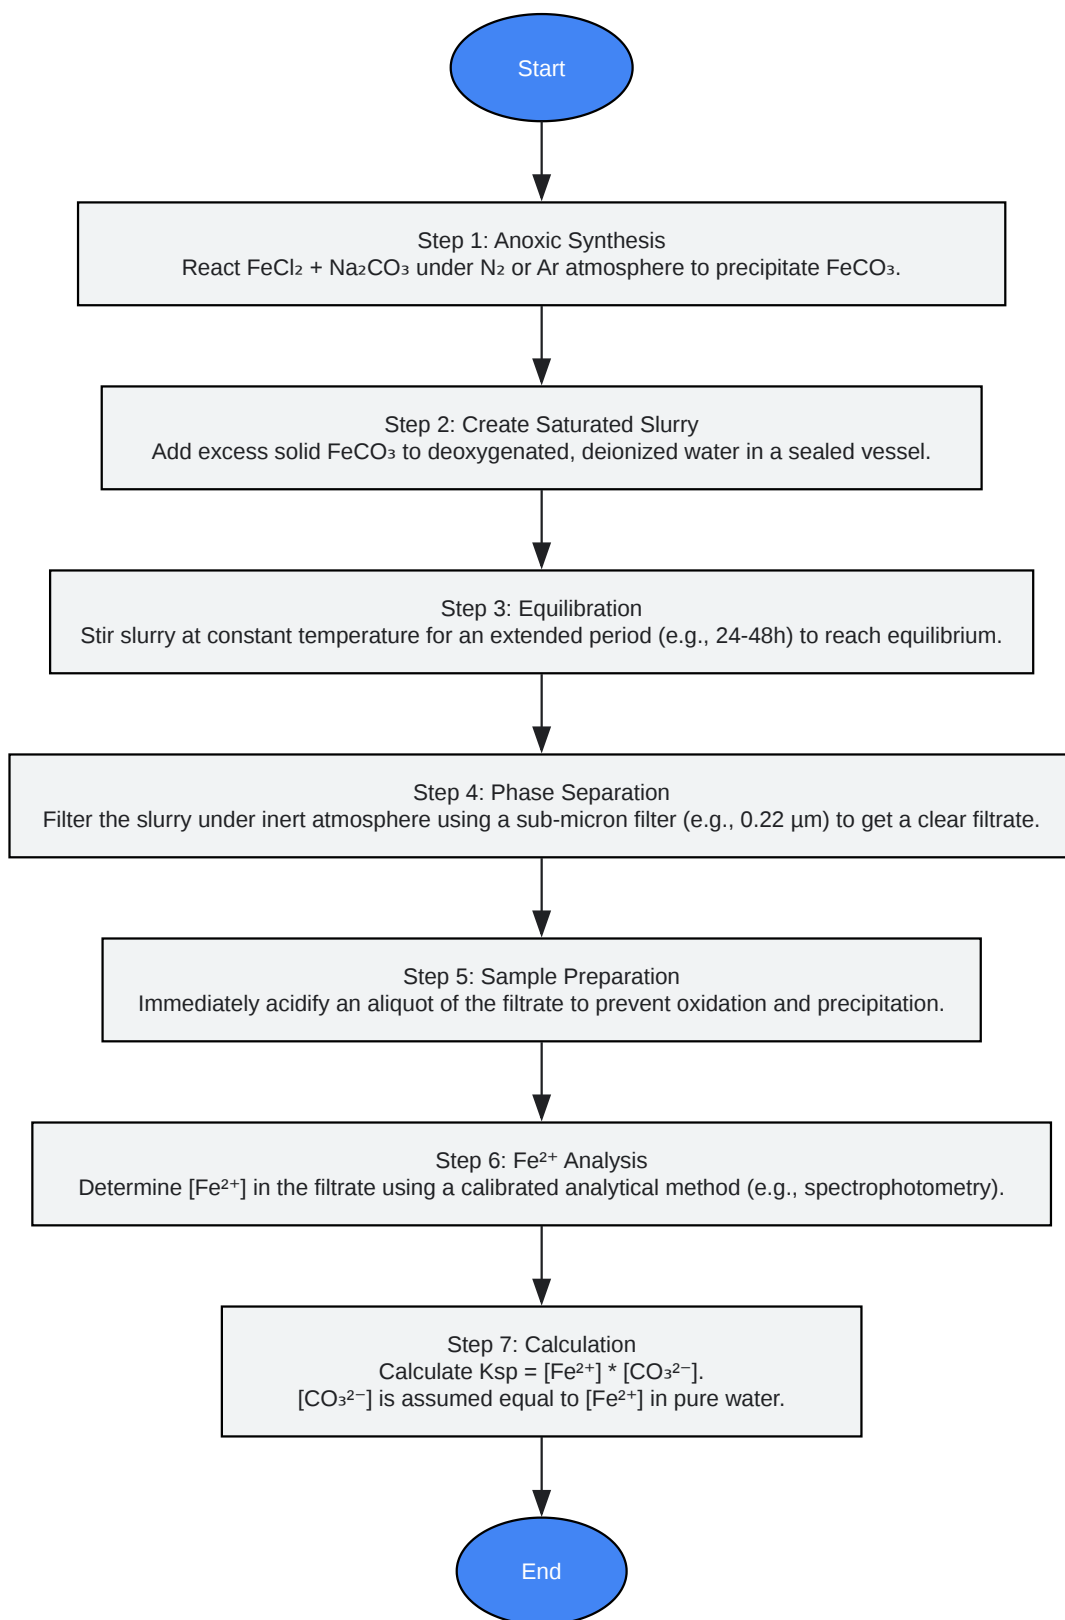 Start
Step 1: Anoxic Synthesis
React FeCl₂ + Na₂CO₃ under N₂ or Ar atmosphere to precipitate FeCO₃.
Step 2: Create Saturated Slurry
Add excess solid FeCO₃ to deoxygenated, deionized water in a sealed vessel.
Step 3: Equilibration
Stir slurry at constant temperature for an extended period (e.g., 24-48h) to reach equilibrium.
Step 4: Phase Separation
Filter the slurry under inert atmosphere using a sub-micron filter (e.g., 0.22 µm) to get a clear filtrate.
Step 5: Sample Preparation
Immediately acidify an aliquot of the filtrate to prevent oxidation and precipitation.
Step 6: Fe²⁺ Analysis
Determine [Fe²⁺] in the filtrate using a calibrated analytical method (e.g., spectrophotometry).
Step 7: Calculation
Calculate Ksp = [Fe²⁺] * [CO₃²⁻].
[CO₃²⁻] is assumed equal to [Fe²⁺] in pure water.
End